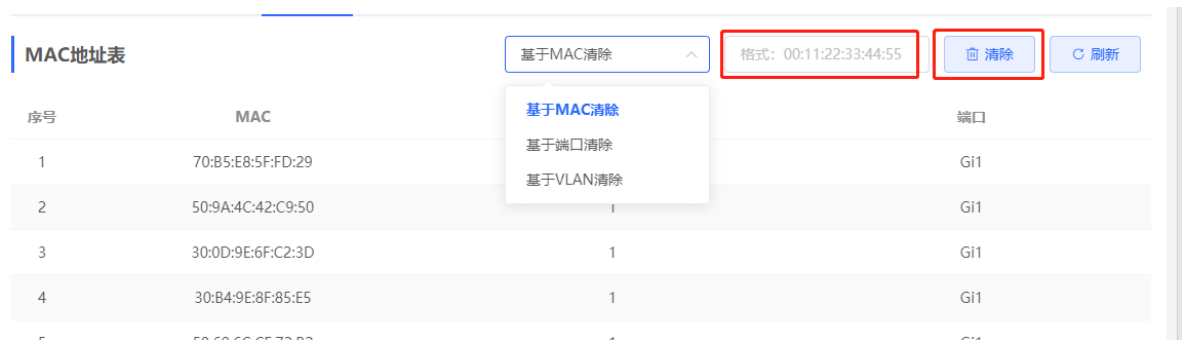 MAC地址表 基于MAC清除 格式：00:11:22:33:44:55 清除 刷新
序号 MAC 端口
基于MAC清除
基于端口清除
基于VLAN清除
1 70:B5:E8:5F:FD:29 Gi1
2 50:9A:4C:42:C9:50 1 Gi1
3 30:0D:9E:6F:C2:3D 1 Gi1
4 30:B4:9E:8F:85:E5 1 Gi1